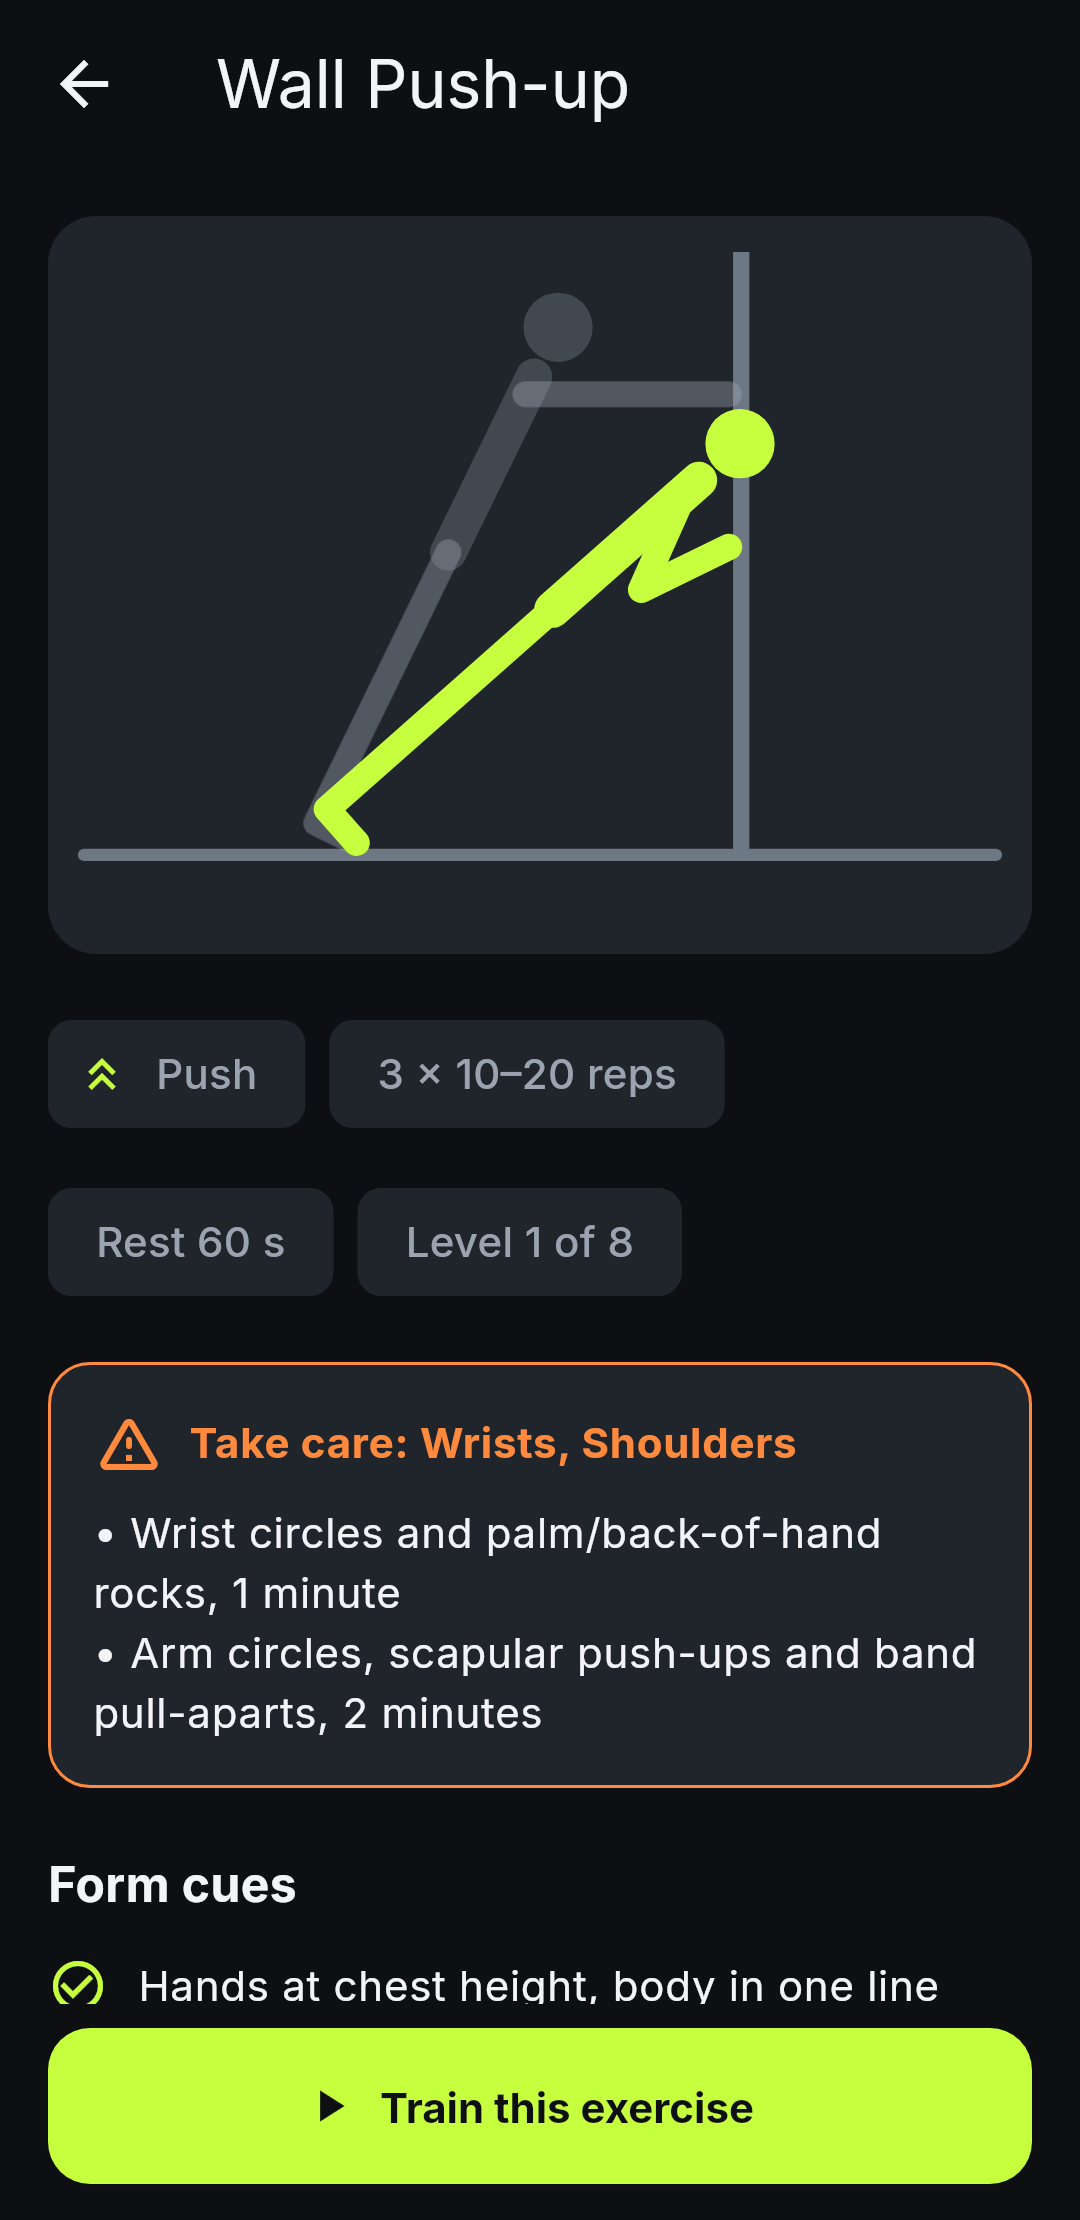 Wall Push-up
Push
3 × 10–20 reps
Rest 60 s
Level 1 of 8
Take care: Wrists, Shoulders
• Wrist circles and palm/back-of-hand
rocks, 1 minute
• Arm circles, scapular push-ups and band
pull-aparts, 2 minutes
Form cues
Hands at chest height, body in one line
Train this exercise